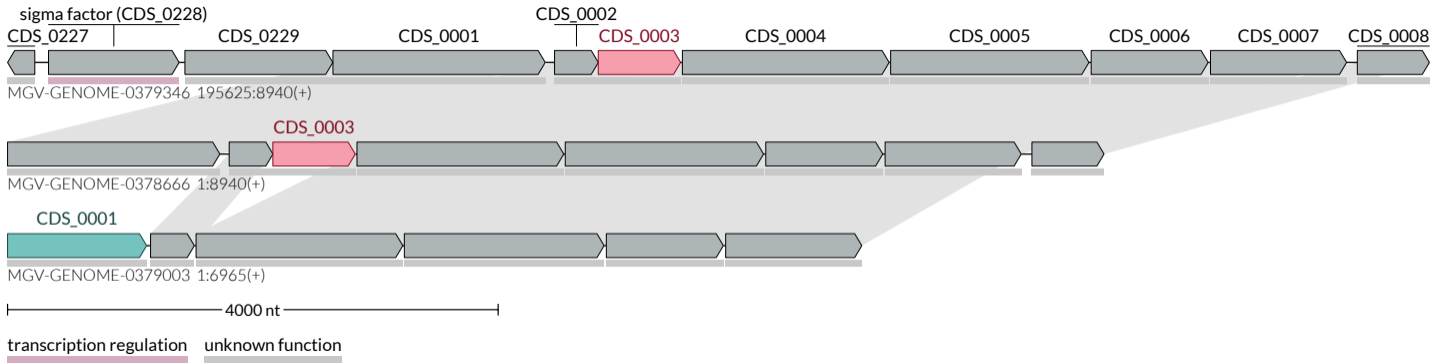 sigma factor (CDS_0228) CDS_0002
CDS_0227 CDS_0229 CDS_0001 CDS_0003 CDS_0004 CDS_0005 CDS_0006 CDS_0007 CDS_0008
MGV-GENOME-0379346 195625:8940(+)
CDS_0003
MGV-GENOME-0378666 1:8940(+)
CDS_0001
MGV-GENOME-0379003 1:6965(+)
4000 nt
transcription regulation unknown function